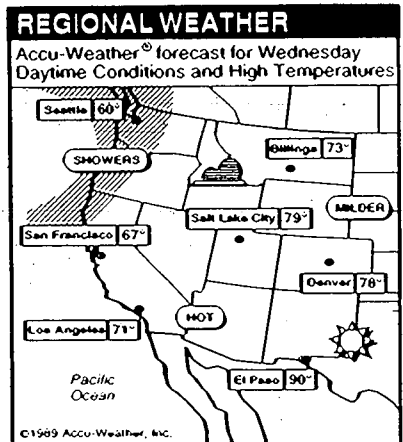 REGIONAL WEATHER
Accu-Weather® forecast for Wednesday
Daytime Conditions and High Temperatures
Seattle 60°
SHOWERS
Billings 73°
MILDER
Salt Lake City 79°
San Francisco 67°
Denver 78°
HOT
Los Angeles 71°
El Paso 90°
Pacific
Ocean
©1989 Accu-Weather, Inc.